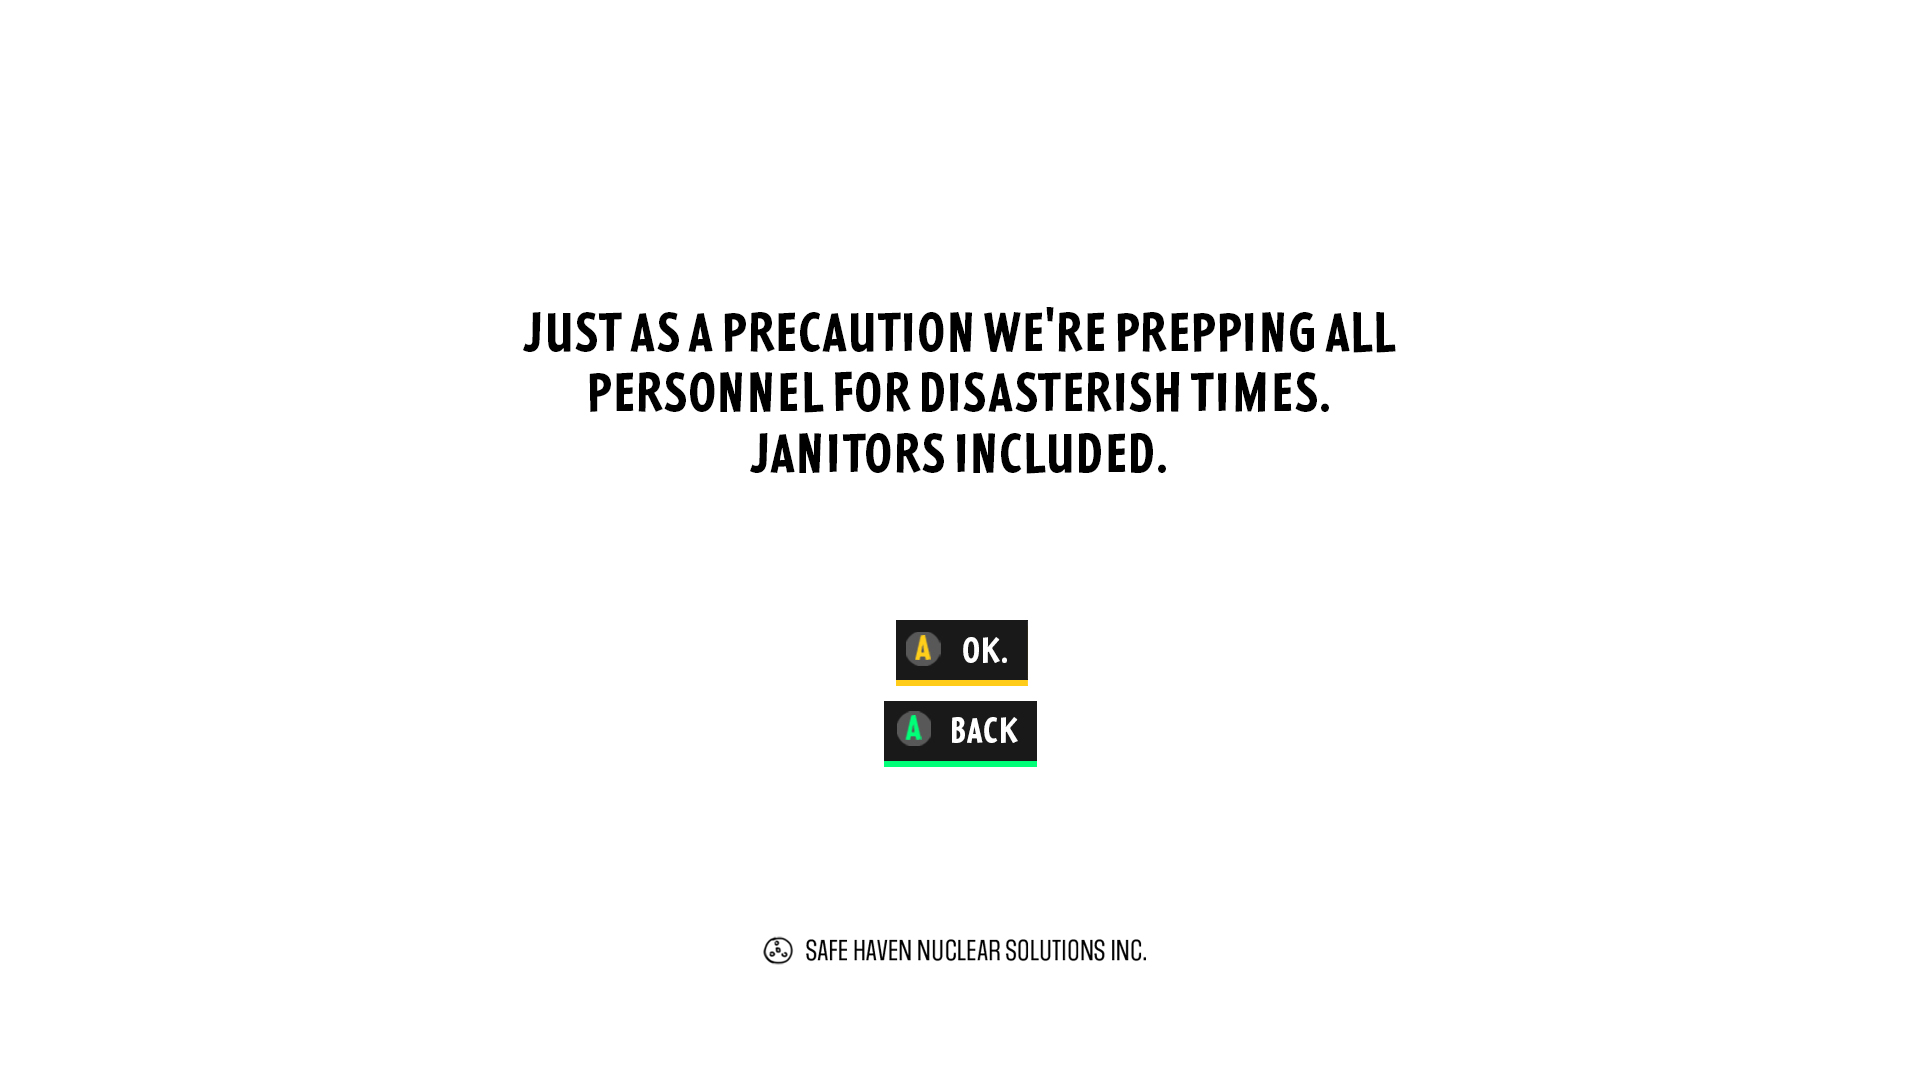 JUST AS A PRECAUTION WE'RE PREPPING ALL
PERSONNEL FOR DISASTERISH TIMES.
JANITORS INCLUDED.
A OK.
A BACK
SAFE HAVEN NUCLEAR SOLUTIONS INC.